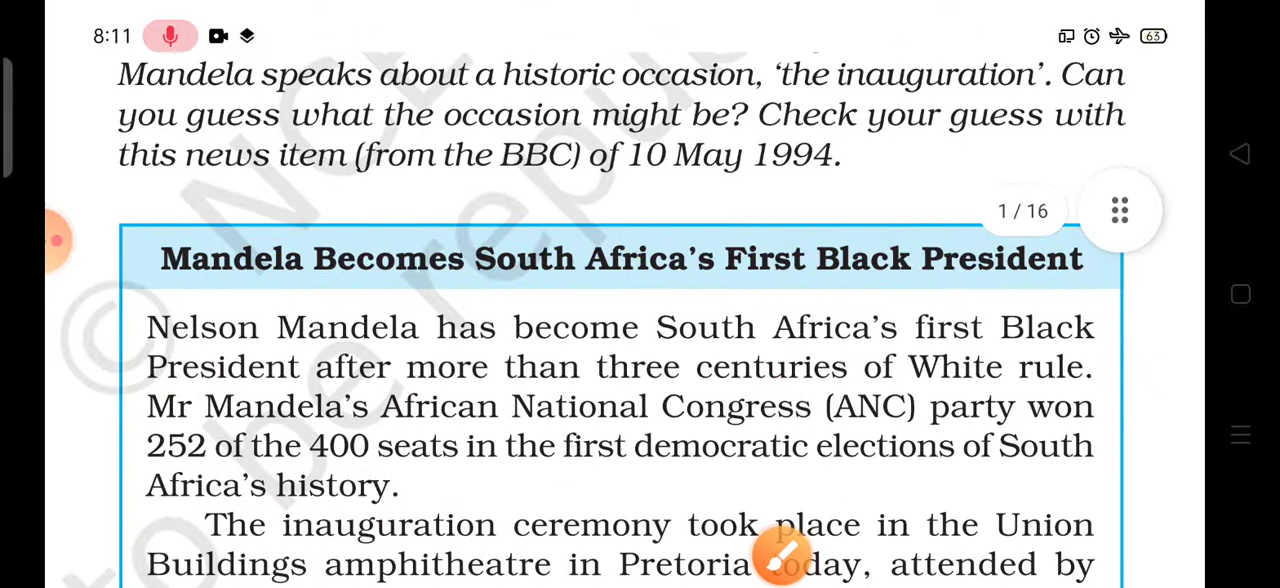 8:11
63
Mandela speaks about a historic occasion, 'the inauguration'. Can
you guess what the occasion might be? Check your guess with
this news item (from the BBC) of 10 May 1994.
1 / 16
Mandela Becomes South Africa's First Black President
Nelson Mandela has become South Africa's first Black
President after more than three centuries of White rule.
Mr Mandela's African National Congress (ANC) party won
252 of the 400 seats in the first democratic elections of South
Africa's history.
The inauguration ceremony took place in the Union
Buildings amphitheatre in Pretoria today, attended by